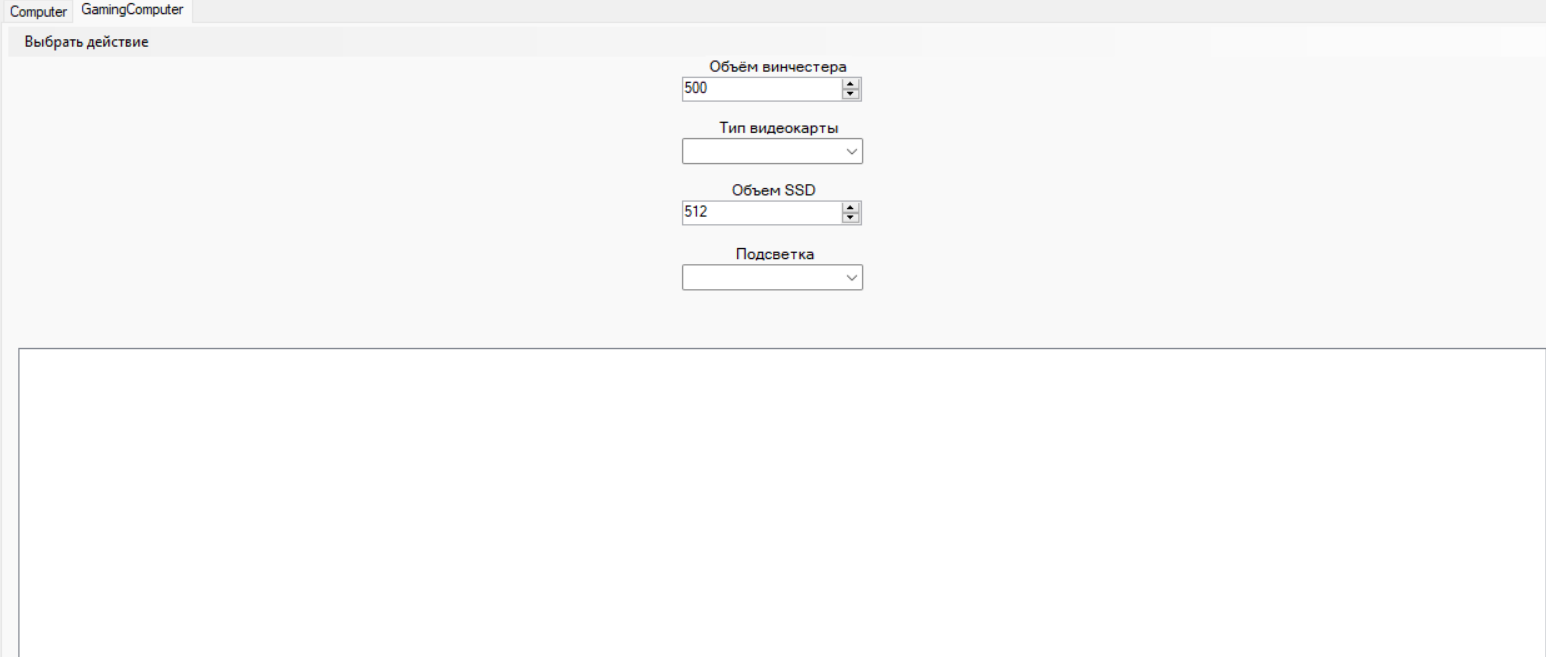 Computer GamingComputer
Выбрать действие
Объём винчестера
500
Тип видеокарты
Объем SSD
512
Подсветка